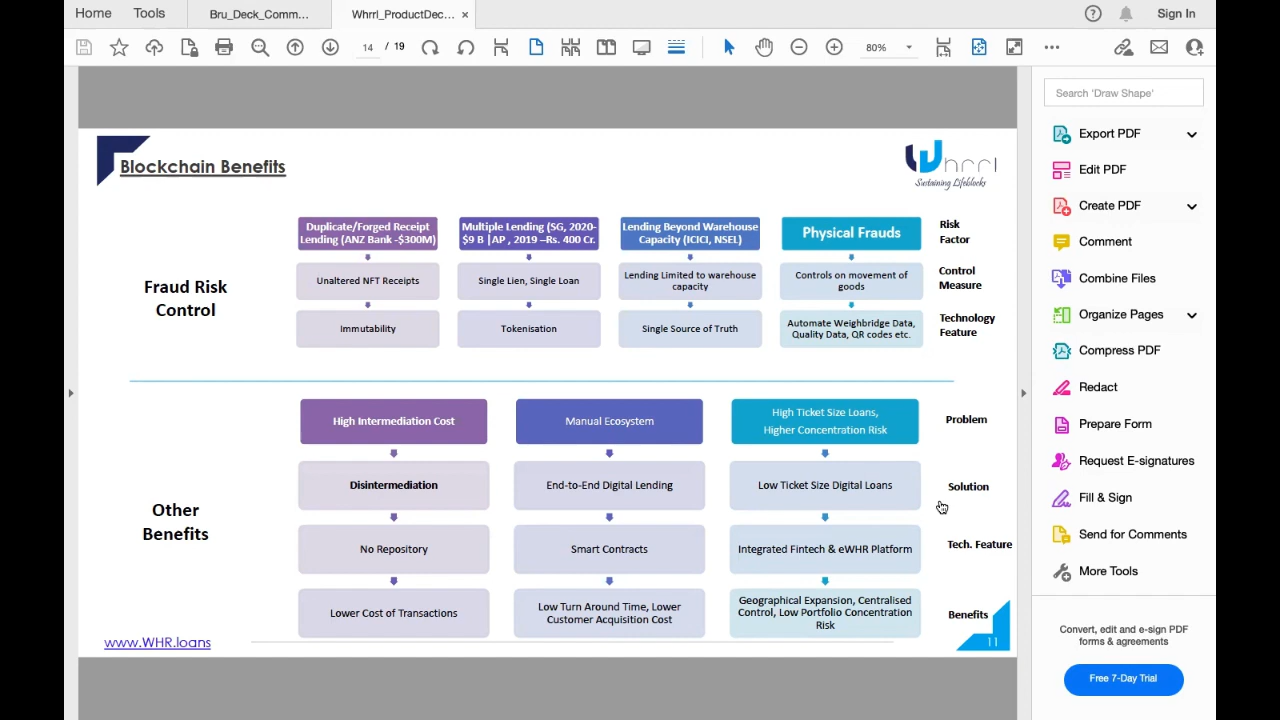 Home
Tools
Bru_Deck_Comm...
Whrrl_ProductDec... ×
?
Sign In
14 / 19
80%
Blockchain Benefits
Whrrl
Sustaining Lifeblocks
Fraud Risk
Control
Duplicate/Forged Receipt
Lending (ANZ Bank -$300M)
Multiple Lending (SG, 2020-
$9 B |AP , 2019 –Rs. 400 Cr.
Lending Beyond Warehouse
Capacity (ICICI, NSEL)
Physical Frauds
Risk
Factor
Unaltered NFT Receipts
Single Lien, Single Loan
Lending Limited to warehouse
capacity
Controls on movement of
goods
Control
Measure
Immutability
Tokenisation
Single Source of Truth
Automate Weighbridge Data,
Quality Data, QR codes etc.
Technology
Feature
Other
Benefits
High Intermediation Cost
Manual Ecosystem
High Ticket Size Loans,
Higher Concentration Risk
Problem
Disintermediation
End-to-End Digital Lending
Low Ticket Size Digital Loans
Solution
No Repository
Smart Contracts
Integrated Fintech & eWHR Platform
Tech. Feature
Lower Cost of Transactions
Low Turn Around Time, Lower
Customer Acquisition Cost
Geographical Expansion, Centralised
Control, Low Portfolio Concentration
Risk
Benefits
www.WHR.loans
11
Search 'Draw Shape'
Export PDF
Edit PDF
Create PDF
Comment
Combine Files
Organize Pages
Compress PDF
Redact
Prepare Form
Request E-signatures
Fill & Sign
Send for Comments
More Tools
Convert, edit and e-sign PDF
forms & agreements
Free 7-Day Trial